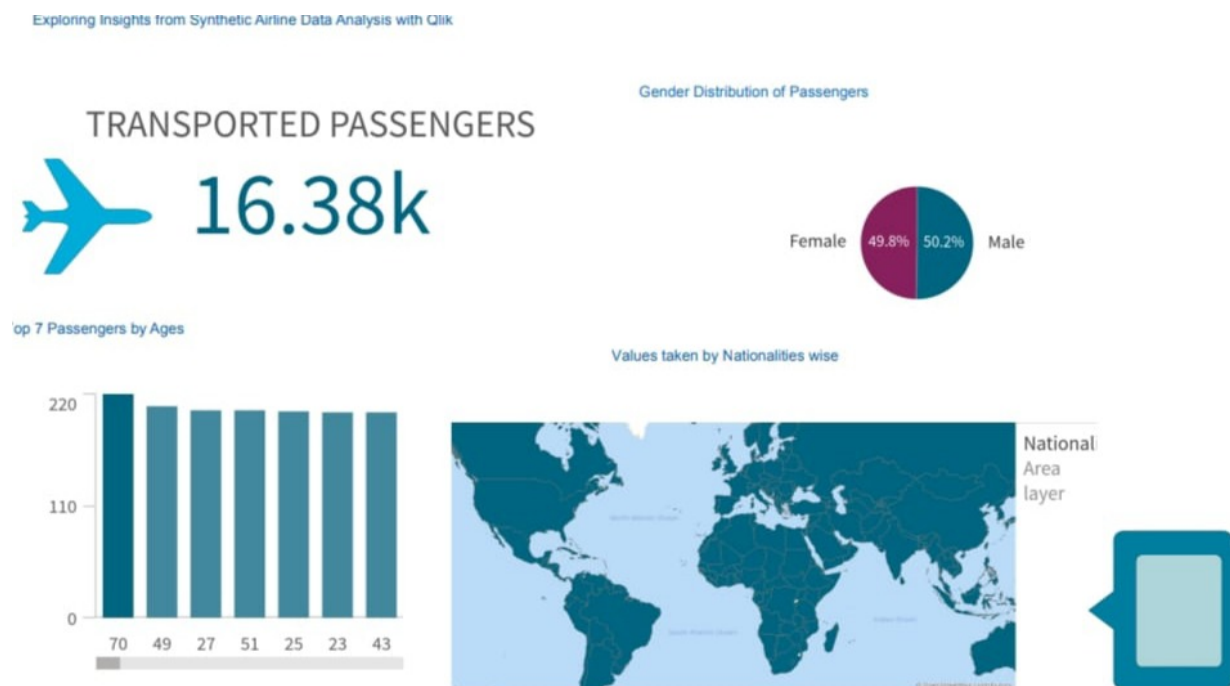 Exploring Insights from Synthetic Airline Data Analysis with Qlik
TRANSPORTED PASSENGERS
16.38k
Gender Distribution of Passengers
Female 49.8% 50.2% Male
op 7 Passengers by Ages
220
110
0
70 49 27 51 25 23 43
Values taken by Nationalities wise
National
Area
layer